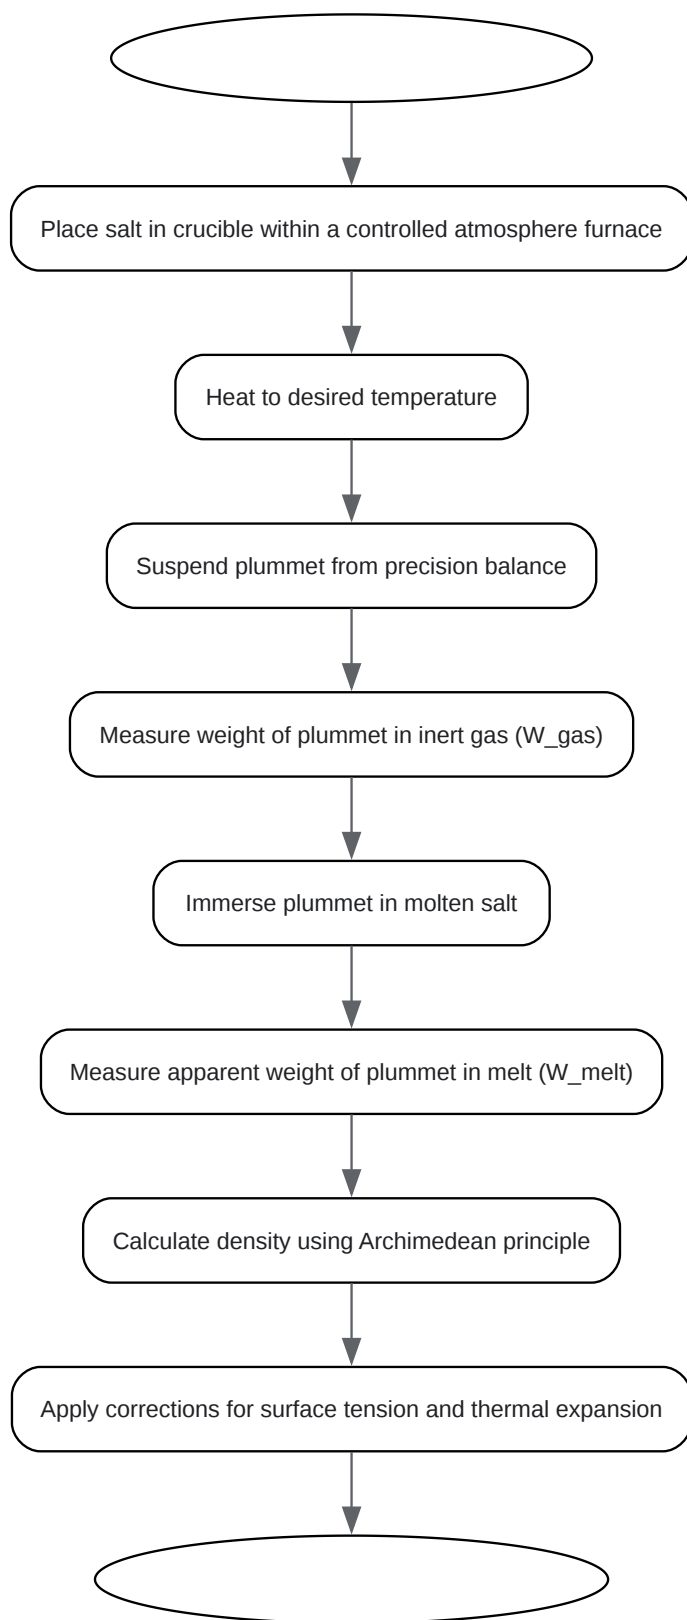 Place salt in crucible within a controlled atmosphere furnace
Heat to desired temperature
Suspend plummet from precision balance
Measure weight of plummet in inert gas (W_gas)
Immerse plummet in molten salt
Measure apparent weight of plummet in melt (W_melt)
Calculate density using Archimedean principle
Apply corrections for surface tension and thermal expansion